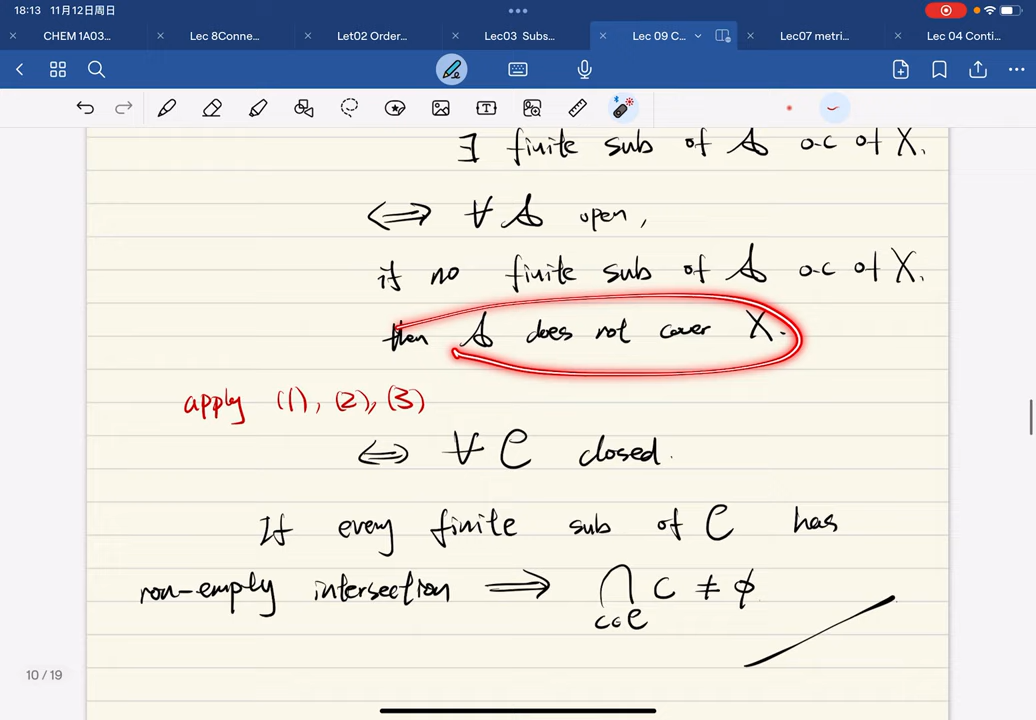 18:13 11月12日周日
CHEM 1A03... Lec 8Conne... Let02 Order... Lec03 Subs... Lec 09 C... Lec07 metri... Lec 04 Conti...
∃ finite sub of 𝒜 o.c of X.
⟺ ∀ 𝒜 open,
if no finite sub of 𝒜 o.c of X.
then 𝒜 does not cover X.
apply (1), (2), (3)
⟺ ∀ 𝒞 closed.
If every finite sub of 𝒞 has
non-empty intersection ⟹ ⋂ C ≠ ϕ
C∈𝒞
10 / 19